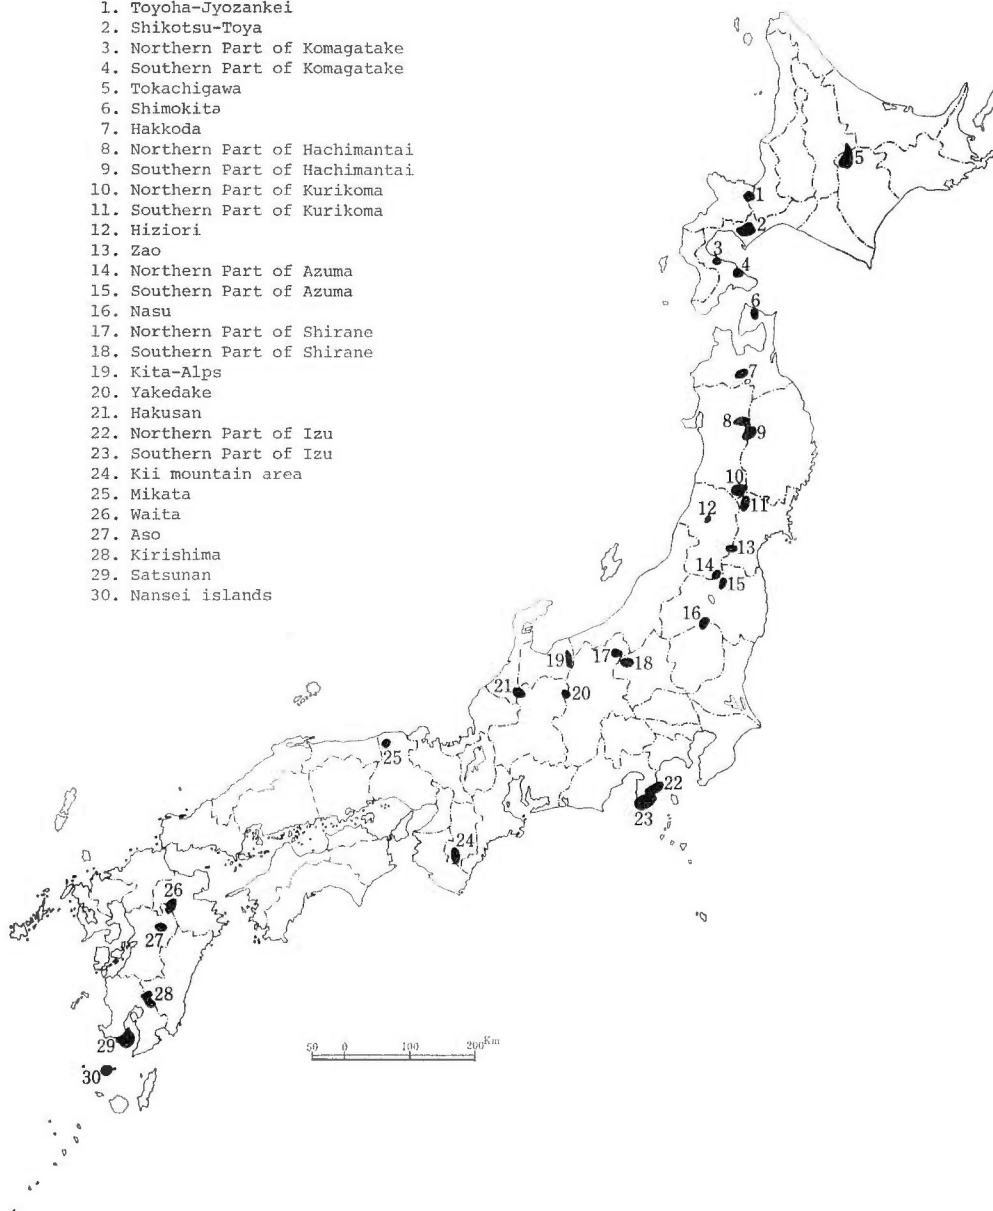 1. Toyoha-Jyozankei
2. Shikotsu-Toya
3. Northern Part of Komagatake
4. Southern Part of Komagatake
5. Tokachigawa
6. Shimokita
7. Hakkoda
8. Northern Part of Hachimantai
9. Southern Part of Hachimantai
10. Northern Part of Kurikoma
11. Southern Part of Kurikoma
12. Hiziori
13. Zao
14. Northern Part of Azuma
15. Southern Part of Azuma
16. Nasu
17. Northern Part of Shirane
18. Southern Part of Shirane
19. Kita-Alps
20. Yakedake
21. Hakusan
22. Northern Part of Izu
23. Southern Part of Izu
24. Kii mountain area
25. Mikata
26. Waita
27. Aso
28. Kirishima
29. Satsunan
30. Nansei islands
5
1
2
3
4
6
7
8
9
10
11
12
13
14
15
16
17
18
19
20
21
22
23
24
25
26
27
28
29
30
50 0 100 200Km